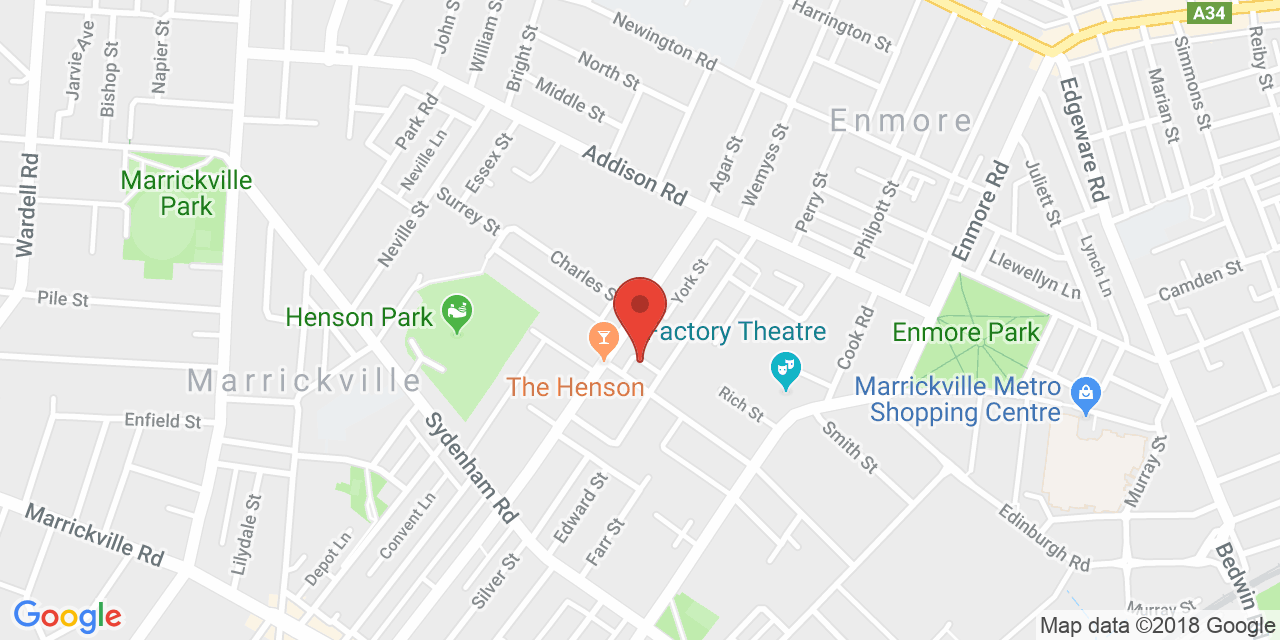 A34
Harrington St
Newington Rd
Reiby St
Simmons St
Marian St
John St
William St
Bright St
Jarvie Ave
Bishop St
Napier St
North St
Middle St
Enmore
Edgeware Rd
Park Rd
Neville Ln
Essex St
Addison Rd
Agar St
Wemyss St
Perry St
Philpott St
Enmore Rd
Juliett St
Wardell Rd
Marrickville
Park
Surrey St
Neville St
Charles S
York St
Llewellyn Ln
Lynch Ln
Camden St
Pile St
Henson Park
Factory Theatre
Cook Rd
Enmore Park
Marrickville
The Henson
Rich St
Marrickville Metro
Shopping Centre
Enfield St
Sydenham Rd
Smith St
Murray St
Marrickville Rd
Lilydale St
Depot Ln
Convent Ln
Silver St
Edward St
Farr St
Edinburgh Rd
Bedwin
Murray St
Google
Map data ©2018 Google